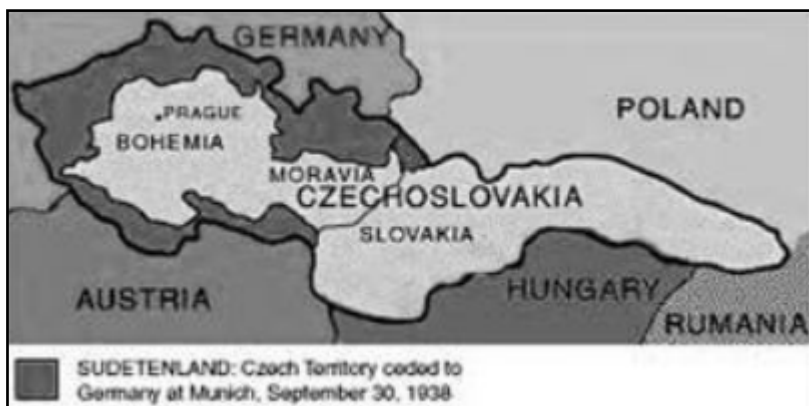 GERMANY
PRAGUE
BOHEMIA
POLAND
MORAVIA
CZECHOSLOVAKIA
SLOVAKIA
AUSTRIA
HUNGARY
RUMANIA
SUDETENLAND: Czech Territory ceded to
Germany at Munich, September 30, 1938